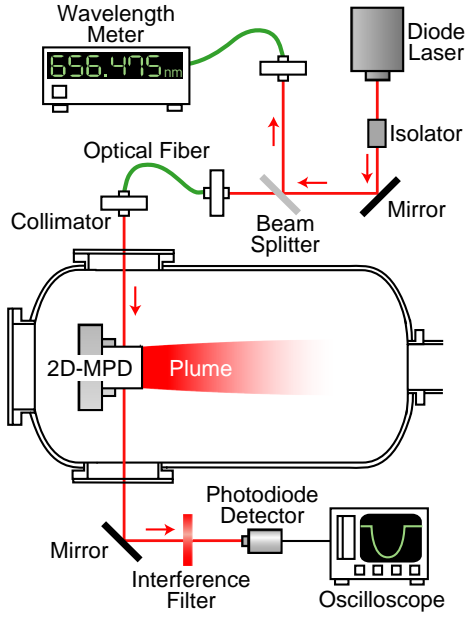 Wavelength
Meter
656.475nm
Diode
Laser
Isolator
Optical Fiber
Collimator
Beam
Splitter
Mirror
2D-MPD
Plume
Photodiode
Detector
Mirror
Interference
Filter
Oscilloscope